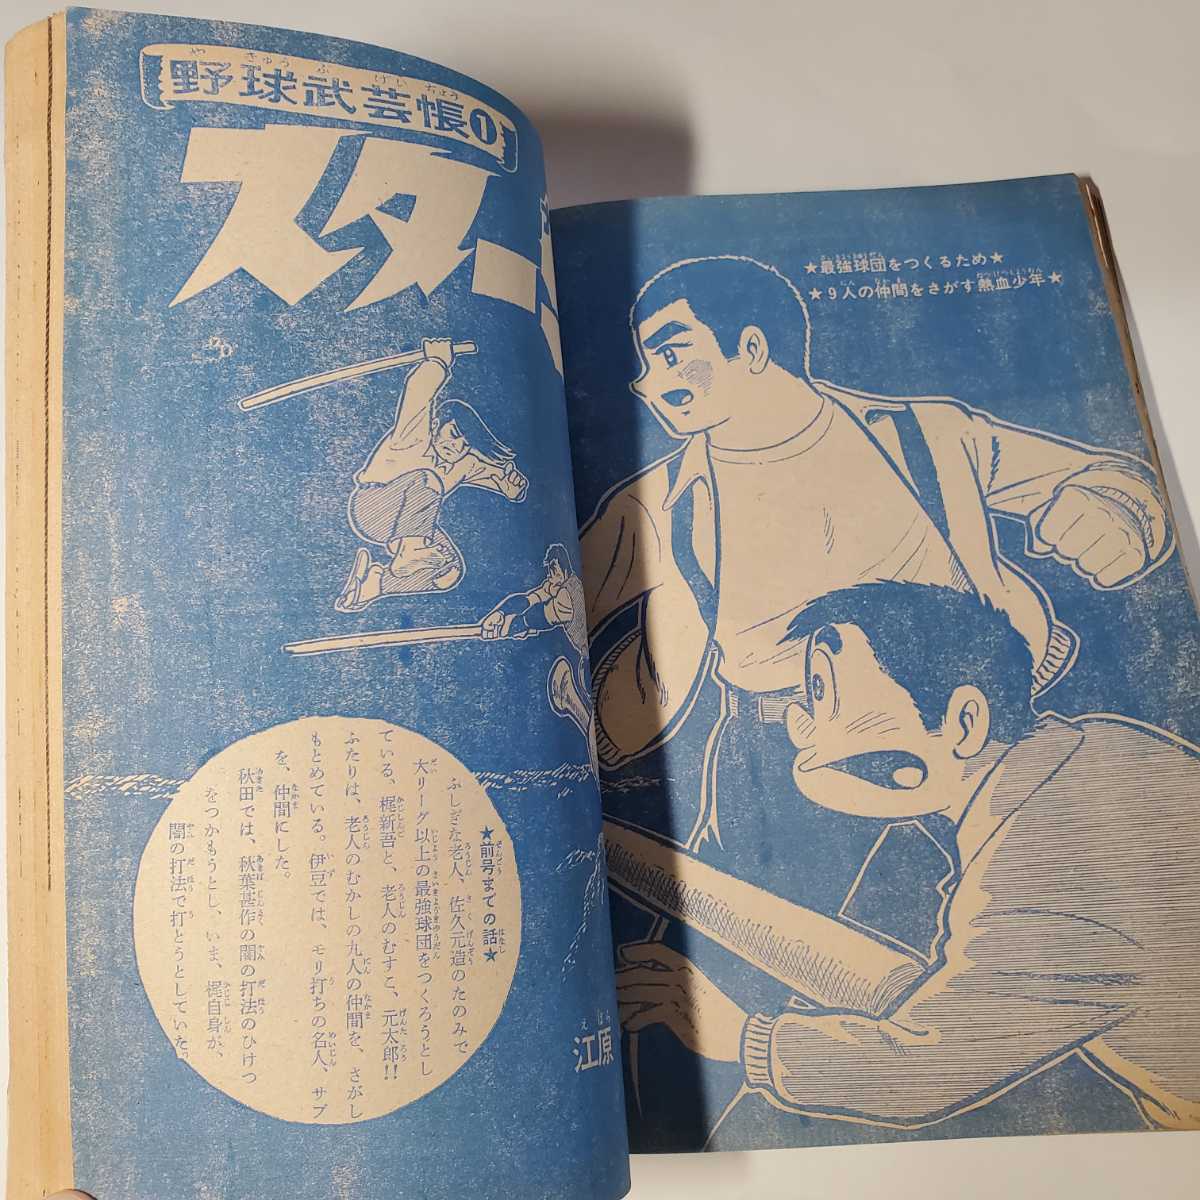 野球武芸帳❶
スター
★最強球団をつくるため★
★9人の仲間をさがす熱血少年★
★前号までの話★
ふしぎな老人、佐久元造のたのみで
大リーグ以上の最強球団をつくろうとし
ている、梶新吾と、老人のむすこ、元太郎!!
ふたりは、老人のむかしの九人の仲間を、さがし
もとめている。伊豆では、モリ打ちの名人、サブ
を、仲間にした。
秋田では、秋葉甚作の闇の打法のひけつ
をつかもうとし、いま、梶自身が、
闇の打法で打とうとしていた。
江原